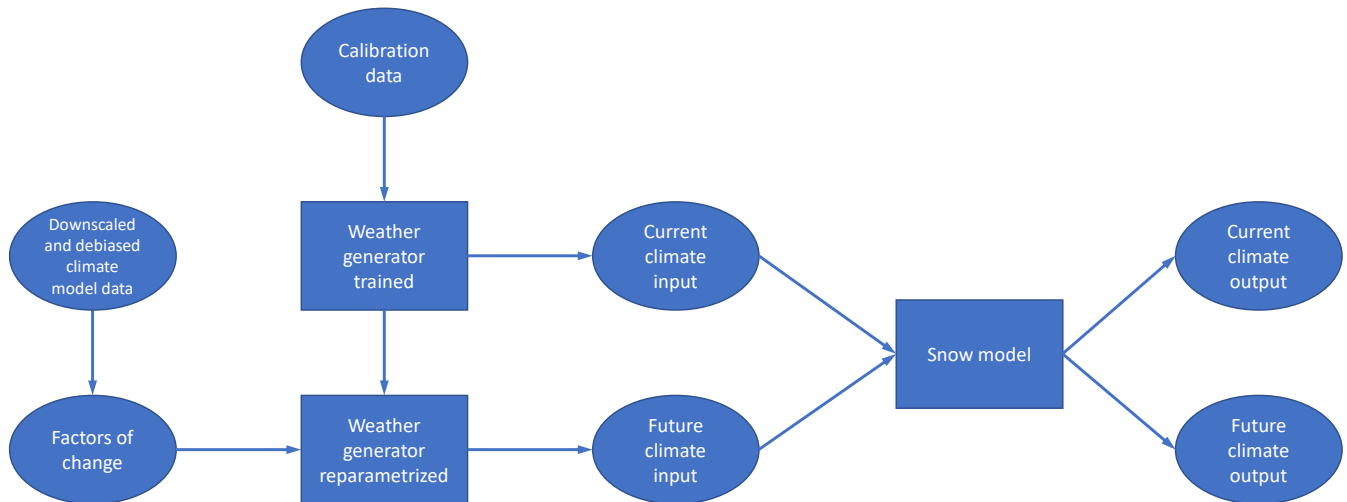 Calibration
data
Downscaled
and debiased
climate
model data
Weather
generator
trained
Current
climate
input
Current
climate
output
Snow model
Factors of
change
Weather
generator
reparametrized
Future
climate
input
Future
climate
output